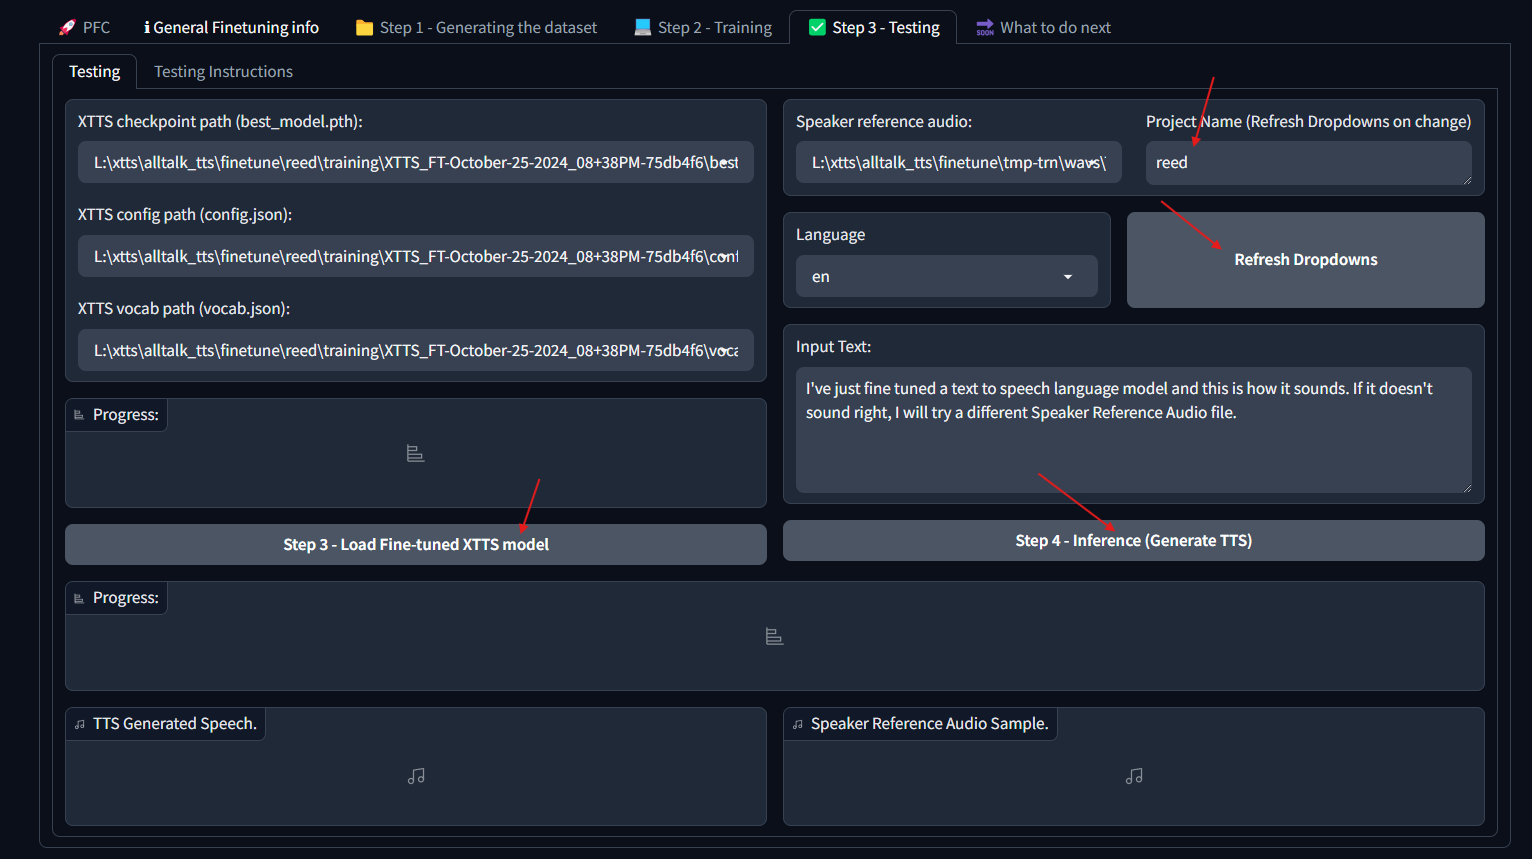 🚀 PFC
ℹ General Finetuning info
📁 Step 1 - Generating the dataset
💻 Step 2 - Training
✅ Step 3 - Testing
🔜 What to do next
Testing
Testing Instructions
XTTS checkpoint path (best_model.pth):
L:\xtts\alltalk_tts\finetune\reed\training\XTTS_FT-October-25-2024_08+38PM-75db4f6\best
XTTS config path (config.json):
L:\xtts\alltalk_tts\finetune\reed\training\XTTS_FT-October-25-2024_08+38PM-75db4f6\conf
XTTS vocab path (vocab.json):
L:\xtts\alltalk_tts\finetune\reed\training\XTTS_FT-October-25-2024_08+38PM-75db4f6\voca
Progress:
Step 3 - Load Fine-tuned XTTS model
Speaker reference audio:
L:\xtts\alltalk_tts\finetune\tmp-trn\wavs\
Project Name (Refresh Dropdowns on change)
reed
Language
en
Refresh Dropdowns
Input Text:
I've just fine tuned a text to speech language model and this is how it sounds. If it doesn't
sound right, I will try a different Speaker Reference Audio file.
Step 4 - Inference (Generate TTS)
Progress:
TTS Generated Speech.
Speaker Reference Audio Sample.